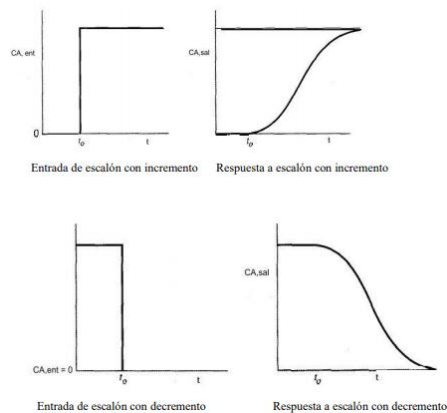 CA, ent
0
t₀
t
CA,sal
t₀
t
Entrada de escalón con incremento
Respuesta a escalón con incremento
CA,ent = 0
t₀
t
CA,sal
t₀
t
Entrada de escalón con decremento
Respuesta a escalón con decremento